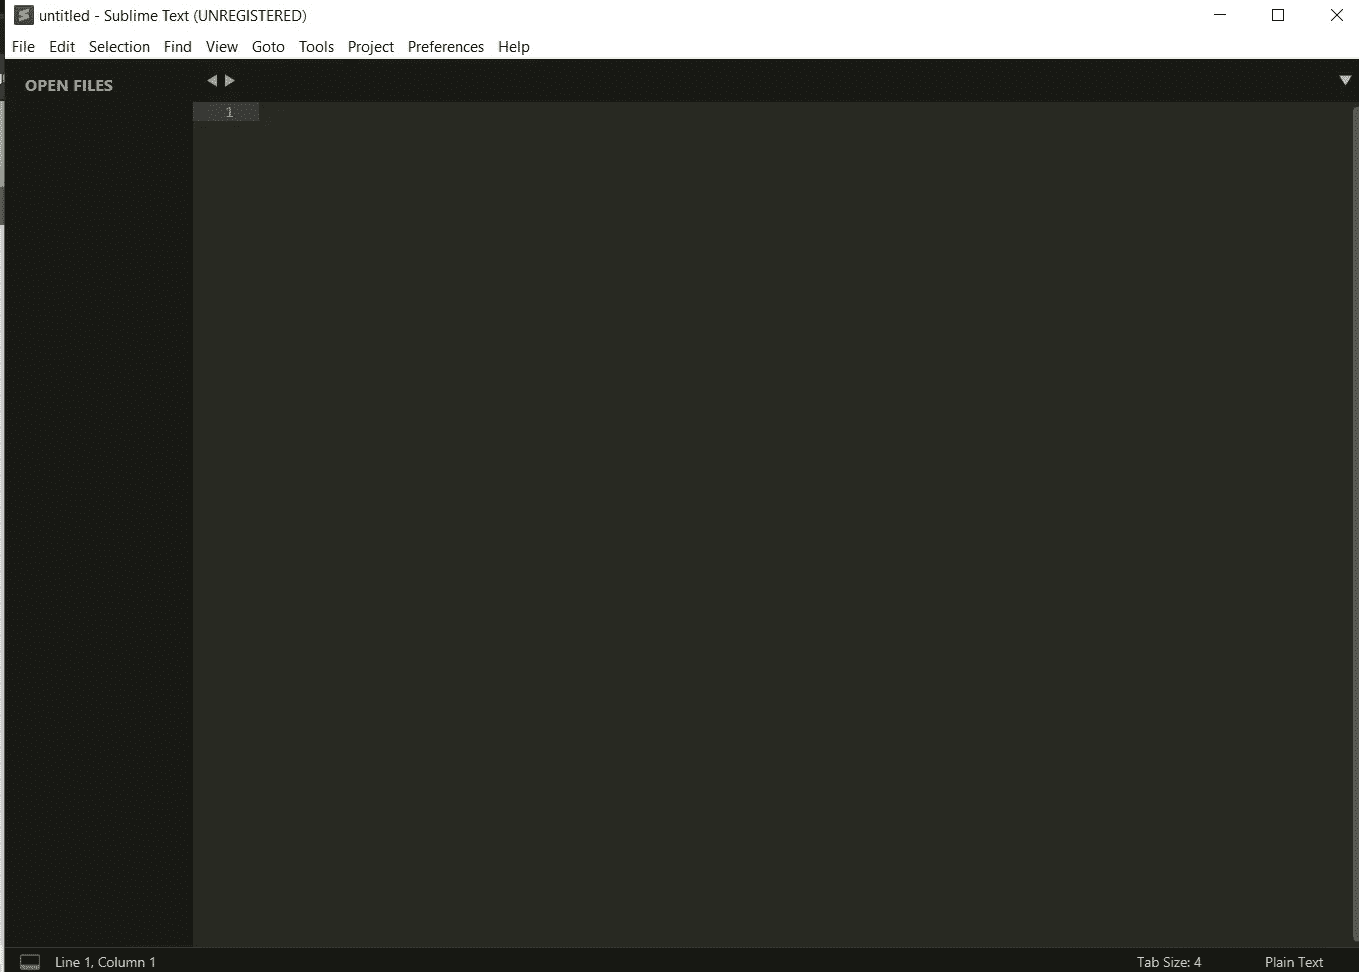 untitled - Sublime Text (UNREGISTERED)
File Edit Selection Find View Goto Tools Project Preferences Help
OPEN FILES
1
Line 1, Column 1 Tab Size: 4 Plain Text